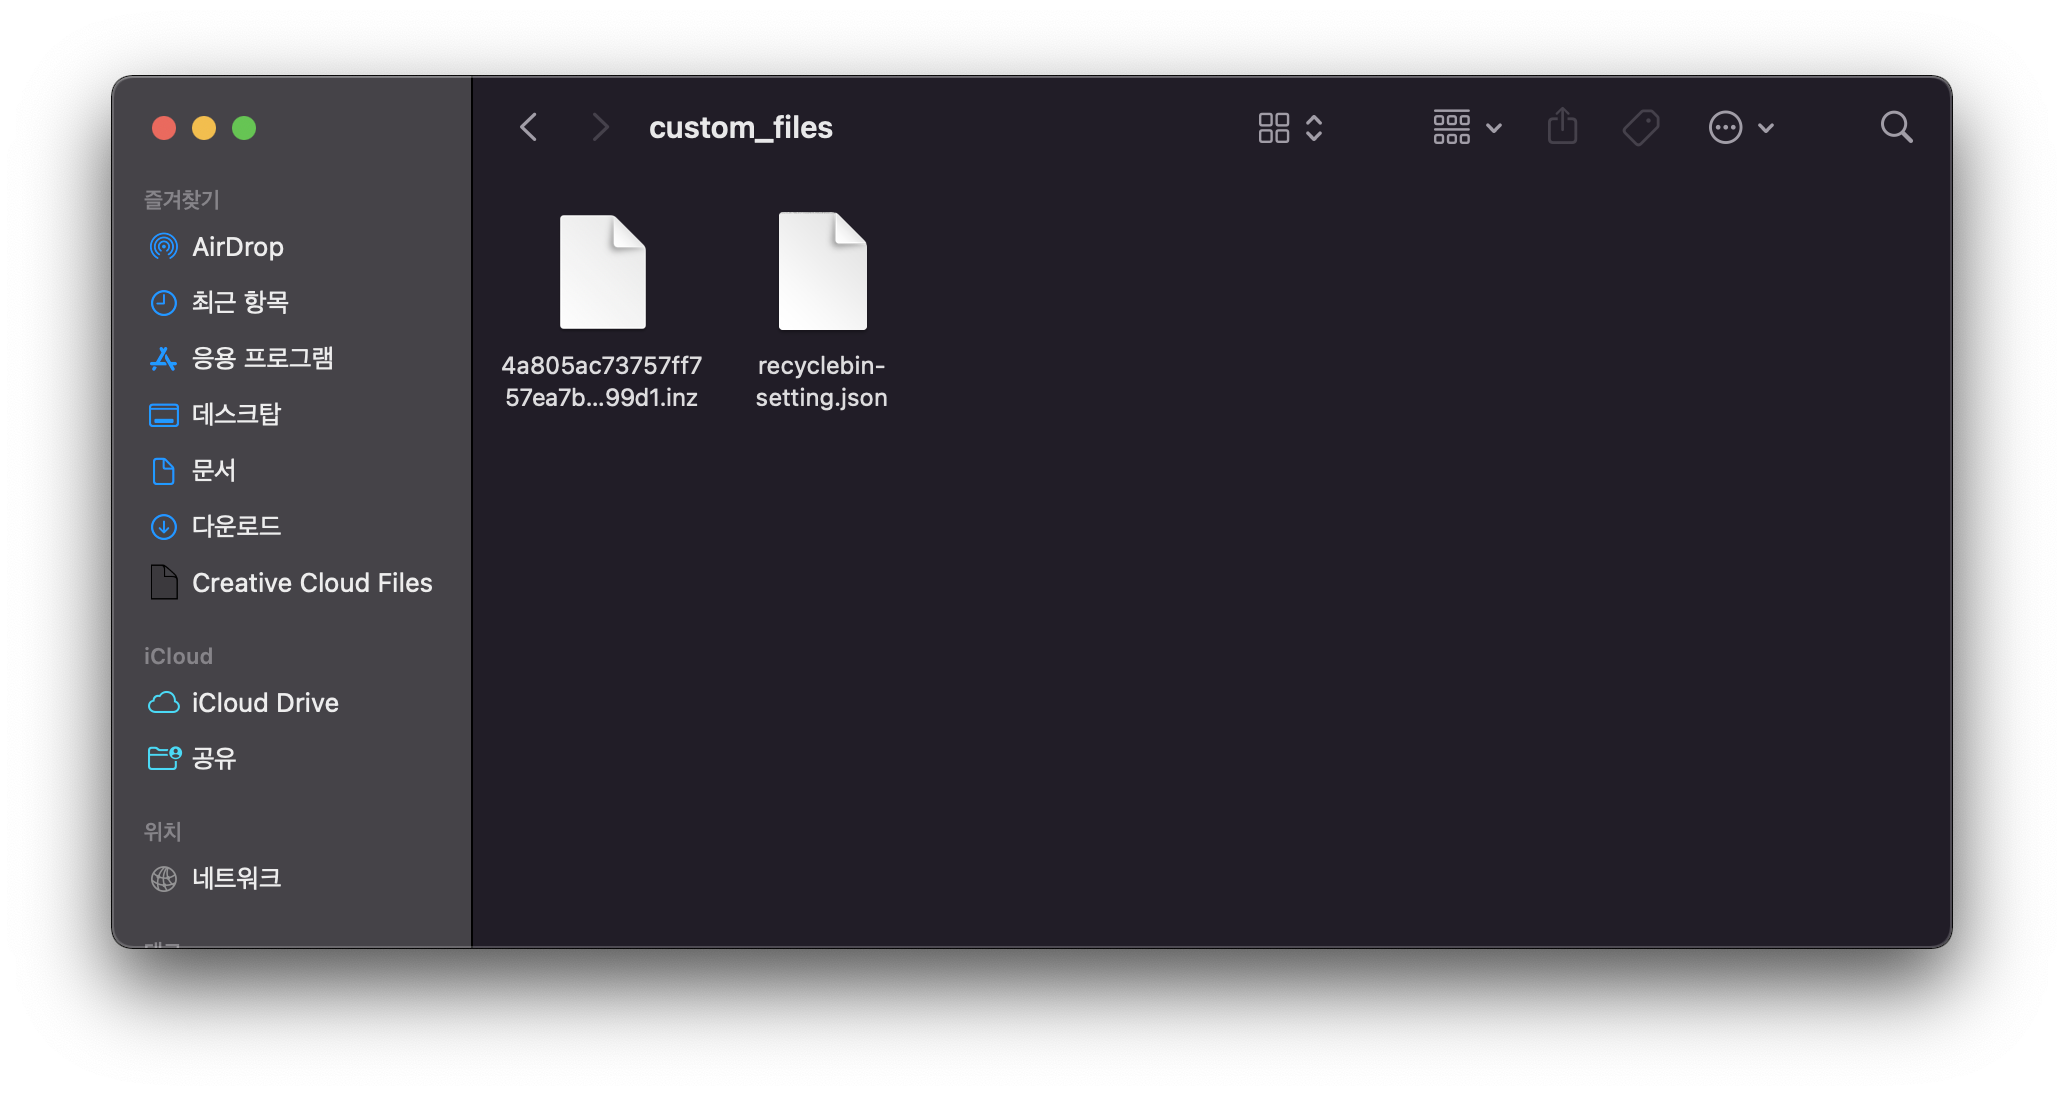 custom_files
즐겨찾기
AirDrop
최근 항목
응용 프로그램
데스크탑
문서
다운로드
Creative Cloud Files
iCloud
iCloud Drive
공유
위치
네트워크
4a805ac73757ff7
57ea7b...99d1.inz
recyclebin-
setting.json